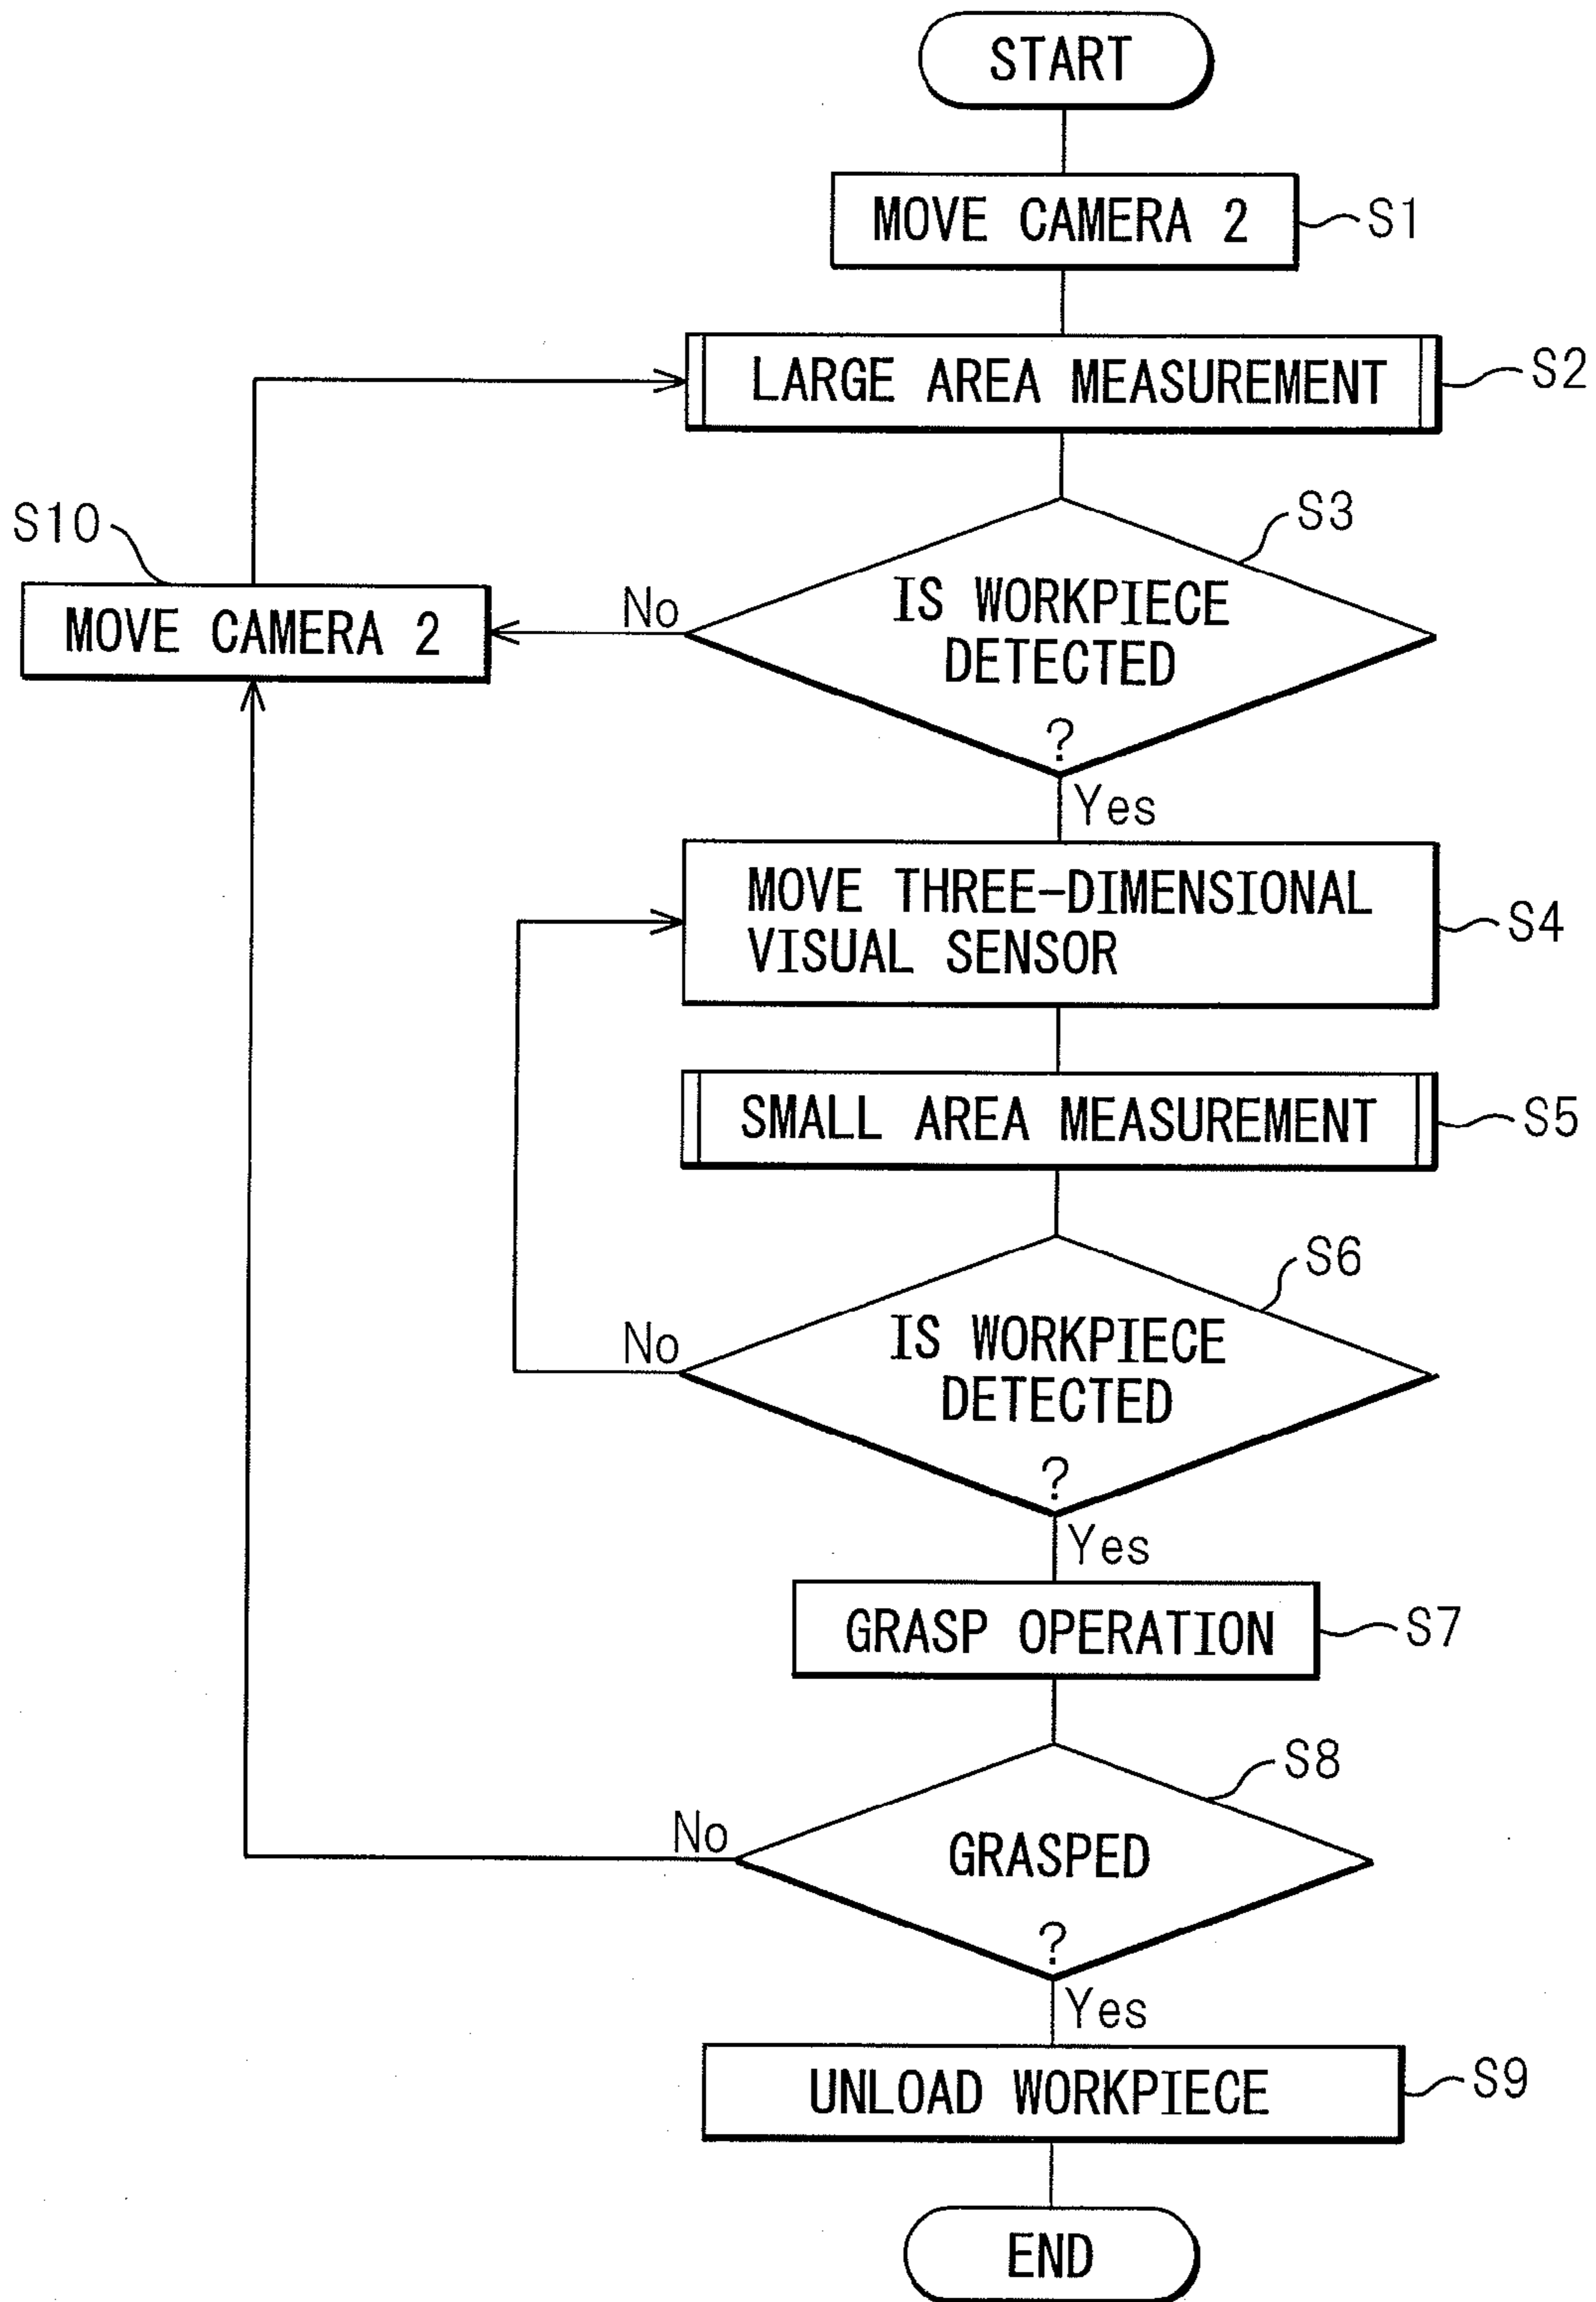 START
MOVE CAMERA 2
S1
LARGE AREA MEASUREMENT
S2
S10
MOVE CAMERA 2
No
IS WORKPIECE
DETECTED
?
S3
Yes
MOVE THREE-DIMENSIONAL
VISUAL SENSOR
S4
SMALL AREA MEASUREMENT
S5
No
IS WORKPIECE
DETECTED
?
S6
Yes
GRASP OPERATION
S7
No
GRASPED
?
S8
Yes
UNLOAD WORKPIECE
S9
END